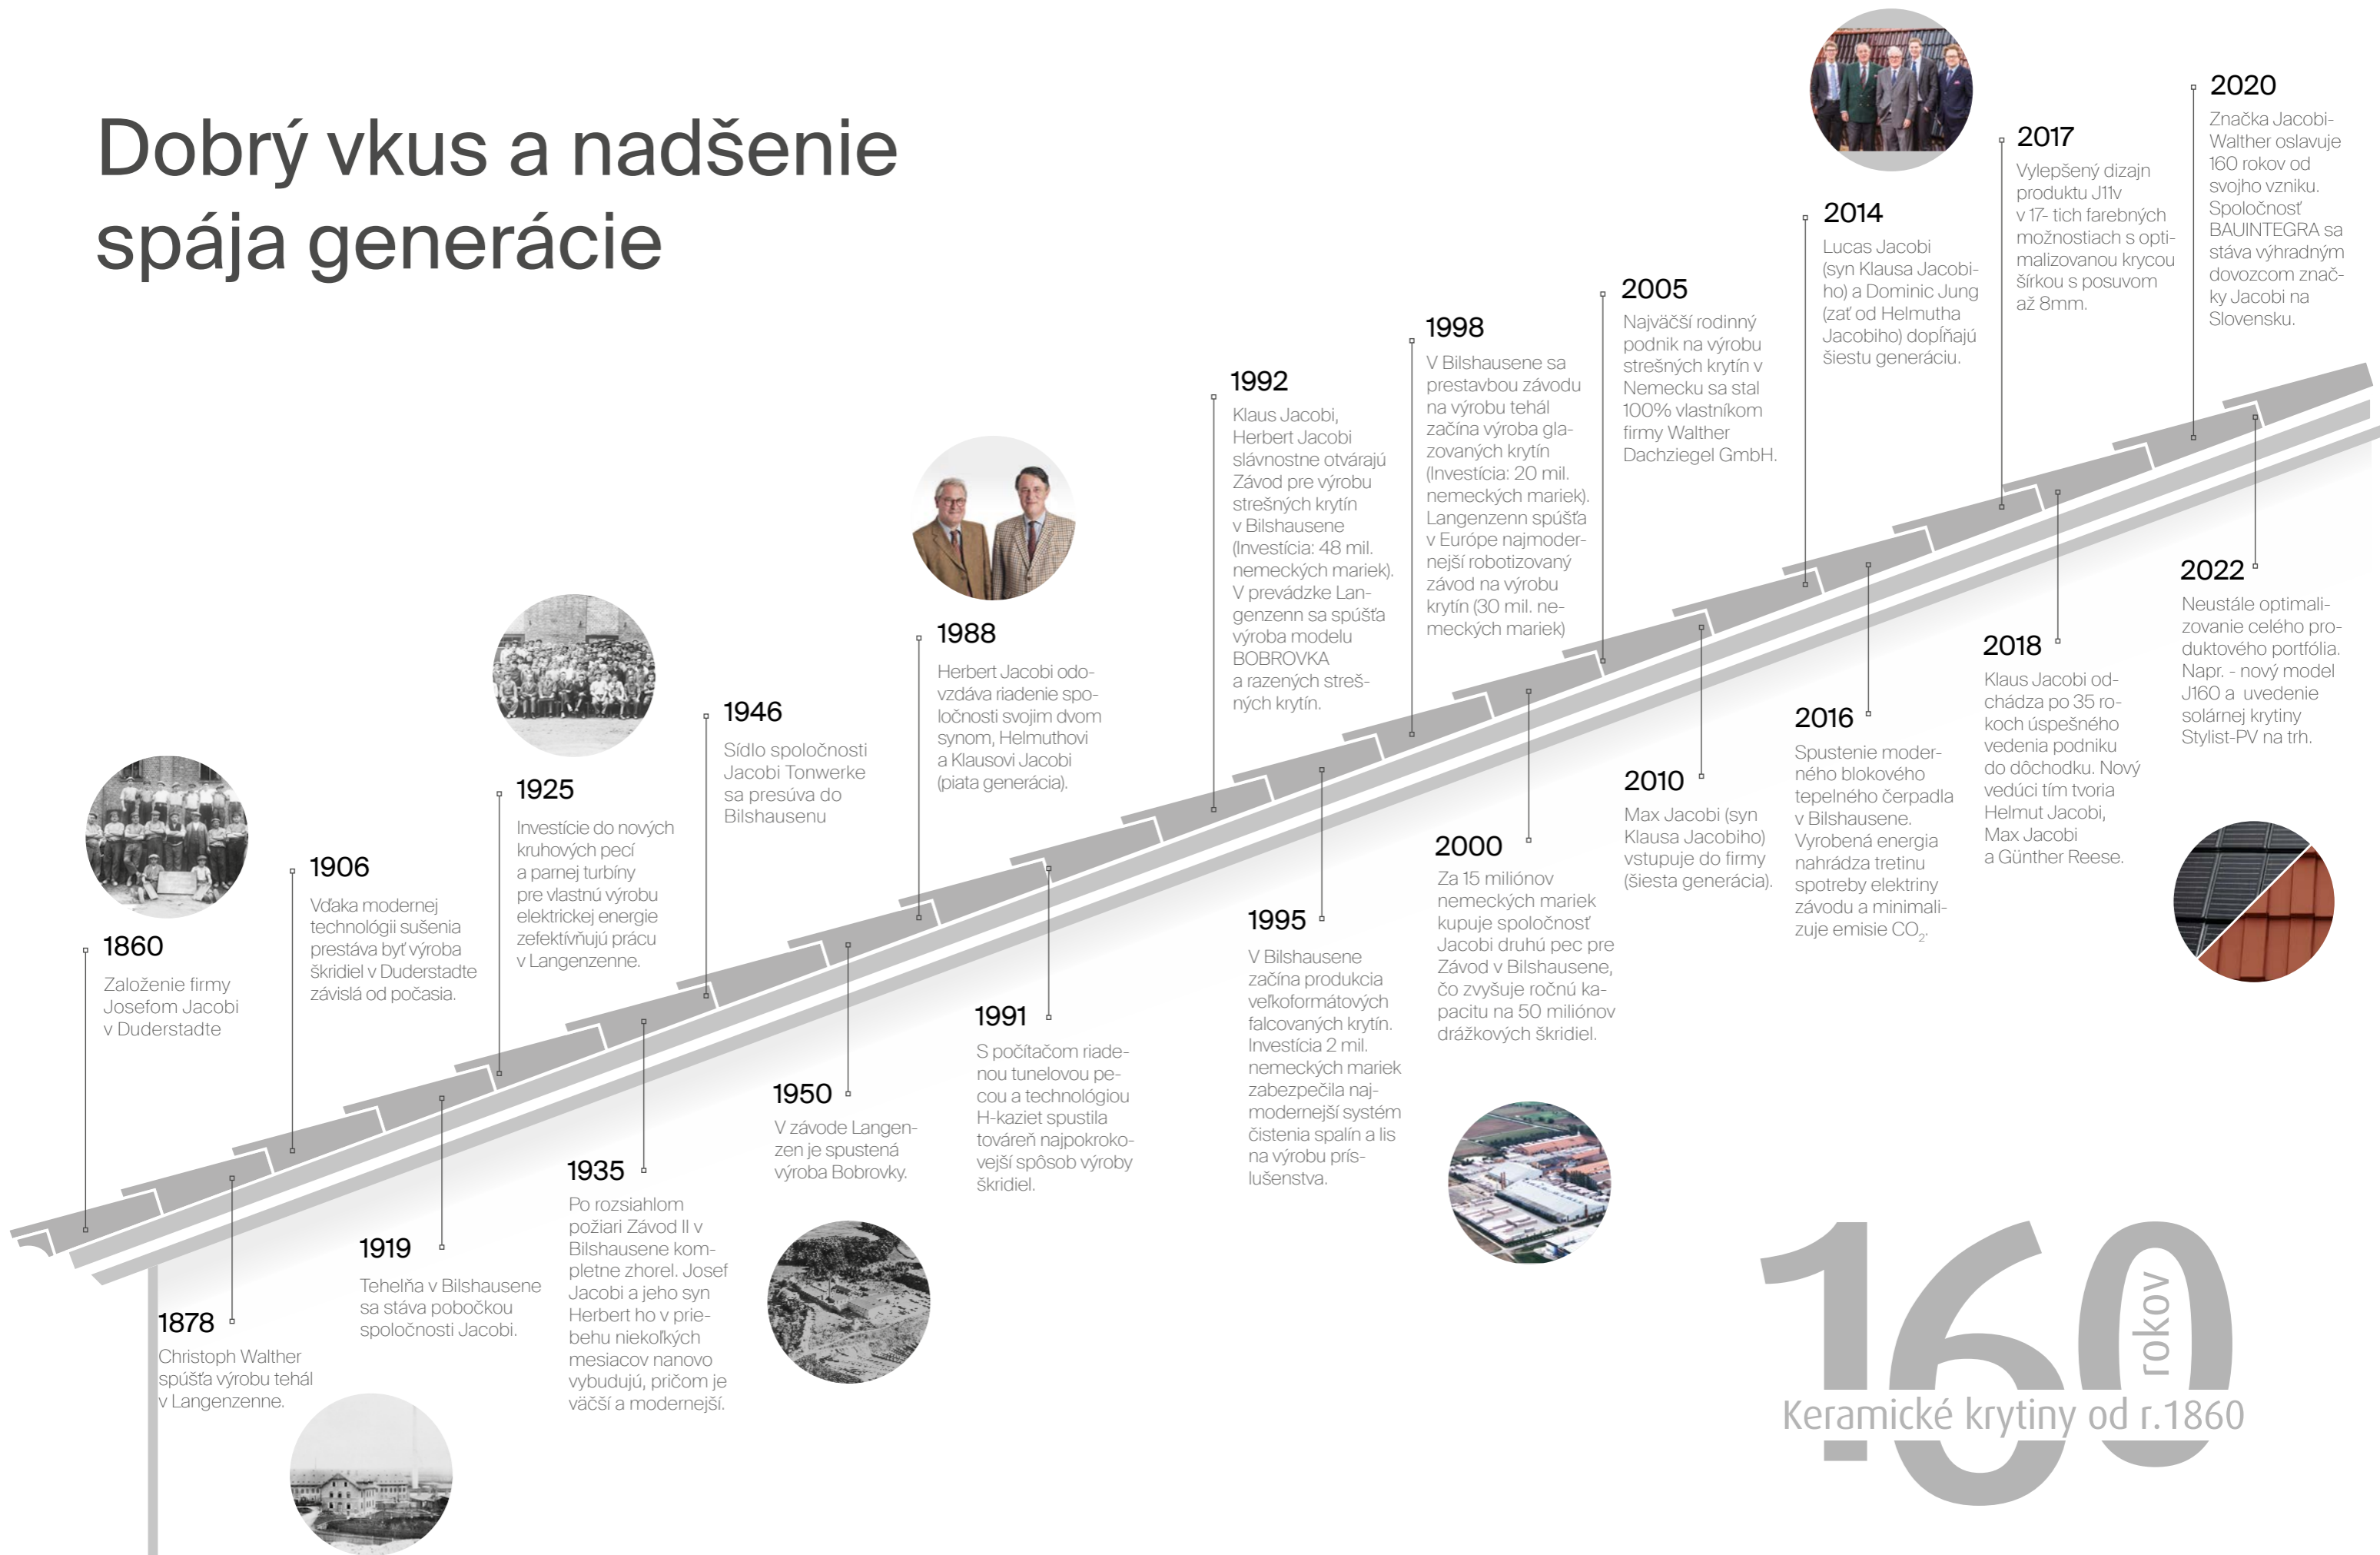 Dobrý vkus a nadšenie
spája generácie
1860
Založenie firmy
Josefom Jacobi
v Duderstadte
1878
Christoph Walther
spúšťa výrobu tehál
v Langenzenne.
1906
Vďaka modernej
technológii sušenia
prestáva byť výroba
škridiel v Duderstadte
závislá od počasia.
1919
Tehelňa v Bilshausene
sa stáva pobočkou
spoločnosti Jacobi.
1925
Investície do nových
kruhových pecí
a parnej turbíny
pre vlastnú výrobu
elektrickej energie
zefektívňujú prácu
v Langenzenne.
1935
Po rozsiahlom
požiari Závod II v
Bilshausene kom-
pletne zhorel. Josef
Jacobi a jeho syn
Herbert ho v prie-
behu niekoľkých
mesiacov nanovo
vybudujú, pričom je
väčší a modernejší.
1946
Sídlo spoločnosti
Jacobi Tonwerke
sa presúva do
Bilshausenu
1950
V závode Langen-
zen je spustená
výroba Bobrovky.
1988
Herbert Jacobi odo-
vzdáva riadenie spo-
ločnosti svojim dvom
synom, Helmuthovi
a Klausovi Jacobi
(piata generácia).
1991
S počítačom riade-
nou tunelovou pe-
cou a technológiou
H-kaziet spustila
továreň najpokroko-
vejší spôsob výroby
škridiel.
1992
Klaus Jacobi,
Herbert Jacobi
slávnostne otvárajú
Závod pre výrobu
strešných krytín
v Bilshausene
(Investícia: 48 mil.
nemeckých mariek).
V prevádzke Lan-
genzenn sa spúšťa
výroba modelu
BOBROVKA
a razených streš-
ných krytín.
1995
V Bilshausene
začína produkcia
veľkoformátových
falcovaných krytín.
Investícia 2 mil.
nemeckých mariek
zabezpečila naj-
modernejší systém
čistenia spalín a lis
na výrobu prís-
lušenstva.
1998
V Bilshausene sa
prestavbou závodu
na výrobu tehál
začína výroba gla-
zovaných krytín
(Investícia: 20 mil.
nemeckých mariek).
Langenzenn spúšťa
v Európe najmoder-
nejší robotizovaný
závod na výrobu
krytín (30 mil. ne-
meckých mariek)
2000
Za 15 miliónov
nemeckých mariek
kupuje spoločnosť
Jacobi druhú pec pre
Závod v Bilshausene,
čo zvyšuje ročnú ka-
pacitu na 50 miliónov
drážkových škridiel.
2005
Najväčší rodinný
podnik na výrobu
strešných krytín v
Nemecku sa stal
100% vlastníkom
firmy Walther
Dachziegel GmbH.
2010
Max Jacobi (syn
Klausa Jacobiho)
vstupuje do firmy
(šiesta generácia).
2014
Lucas Jacobi
(syn Klausa Jacobi-
ho) a Dominic Jung
(zať od Helmutha
Jacobiho) dopĺňajú
šiestu generáciu.
2016
Spustenie moder-
ného blokového
tepelného čerpadla
v Bilshausene.
Vyrobená energia
nahrádza tretinu
spotreby elektriny
závodu a minimali-
zuje emisie CO₂.
2017
Vylepšený dizajn
produktu J11v
v 17- tich farebných
možnostiach s opti-
malizovanou krycou
šírkou s posuvom
až 8mm.
2018
Klaus Jacobi od-
chádza po 35 ro-
koch úspešného
vedenia podniku
do dôchodku. Nový
vedúci tím tvoria
Helmut Jacobi,
Max Jacobi
a Günther Reese.
2020
Značka Jacobi-
Walther oslavuje
160 rokov od
svojho vzniku.
Spoločnosť
BAUINTEGRA sa
stáva výhradným
dovozcom znač-
ky Jacobi na
Slovensku.
2022
Neustále optimali-
zovanie celého pro-
duktového portfólia.
Napr. - nový model
J160 a uvedenie
solárnej krytiny
Stylist-PV na trh.
160
rokov
Keramické krytiny od r.1860